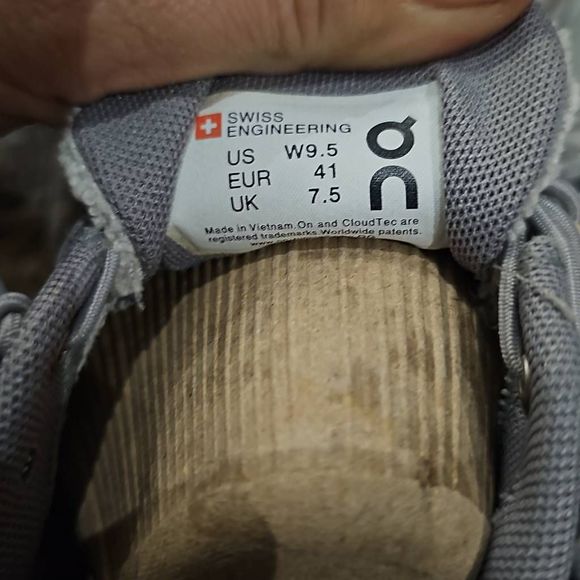 SWISS
ENGINEERING
US W9.5
EUR 41
UK 7.5
Made in Vietnam. On and CloudTec are
registered trademarks. Worldwide patents.